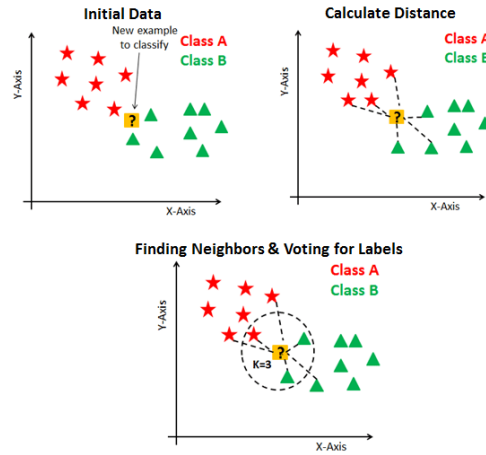 Initial Data
New example
to classify
Class A
Class B
?
Y-Axis
X-Axis
Calculate Distance
Class A
Class B
?
Y-Axis
X-Axis
Finding Neighbors & Voting for Labels
Class A
Class B
?
K=3
Y-Axis
X-Axis